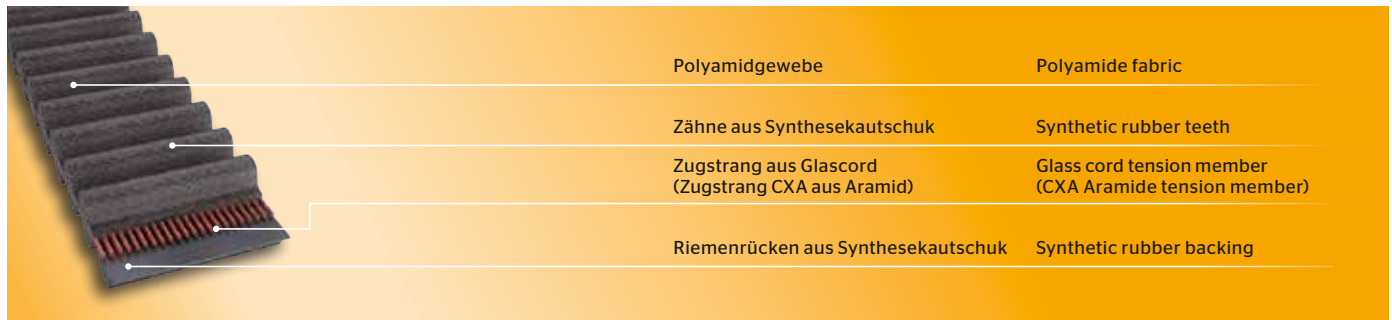 Polyamidgewebe Polyamide fabric
Zähne aus Synthesekautschuk Synthetic rubber teeth
Zugstrang aus Glascord Glass cord tension member
(Zugstrang CXA aus Aramid) (CXA Aramide tension member)
Riemenrücken aus Synthesekautschuk Synthetic rubber backing